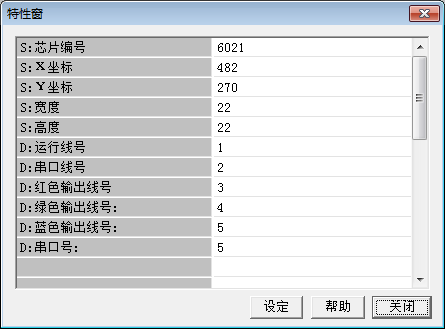 特性窗
S:芯片编号 6021
S:X坐标 482
S:Y坐标 270
S:宽度 22
S:高度 22
D:运行线号 1
D:串口线号 2
D:红色输出线号 3
D:绿色输出线号: 4
D:蓝色输出线号: 5
D:串口号: 5
设定 帮助 关闭